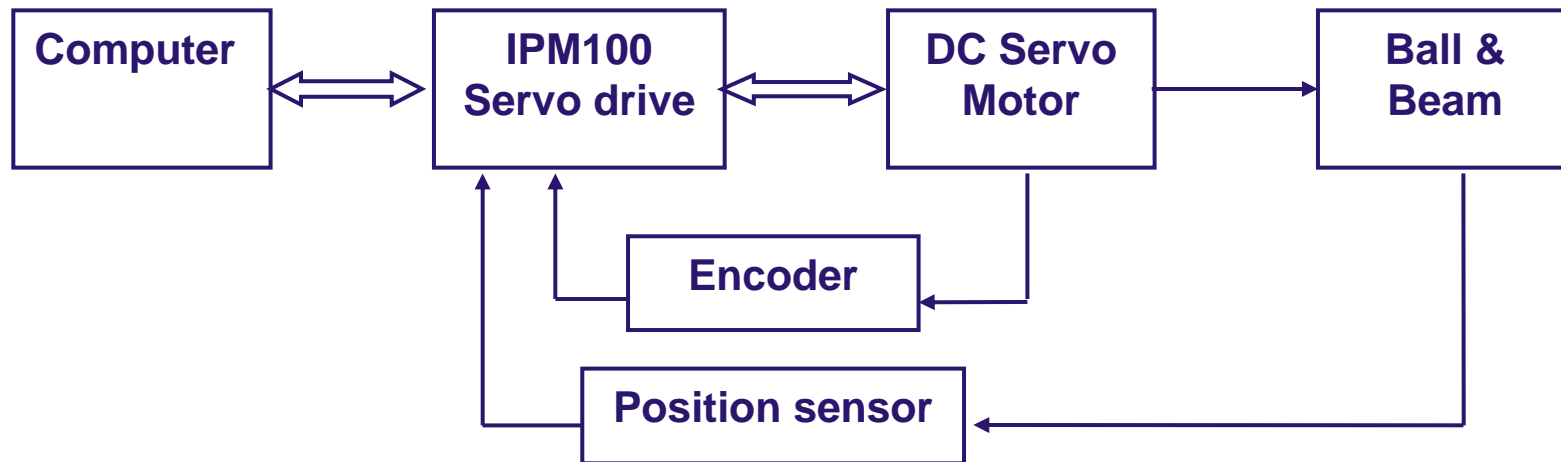 Computer
IPM100
Servo drive
DC Servo
Motor
Ball &
Beam
Encoder
Position sensor